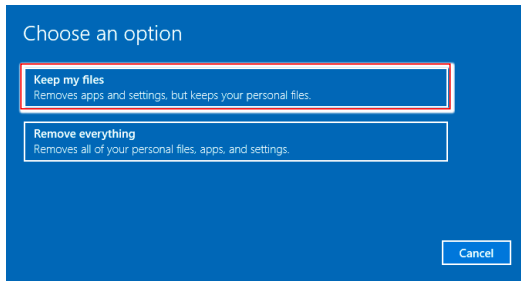 Choose an option
Keep my files
Removes apps and settings, but keeps your personal files.
Remove everything
Removes all of your personal files, apps, and settings.
Cancel